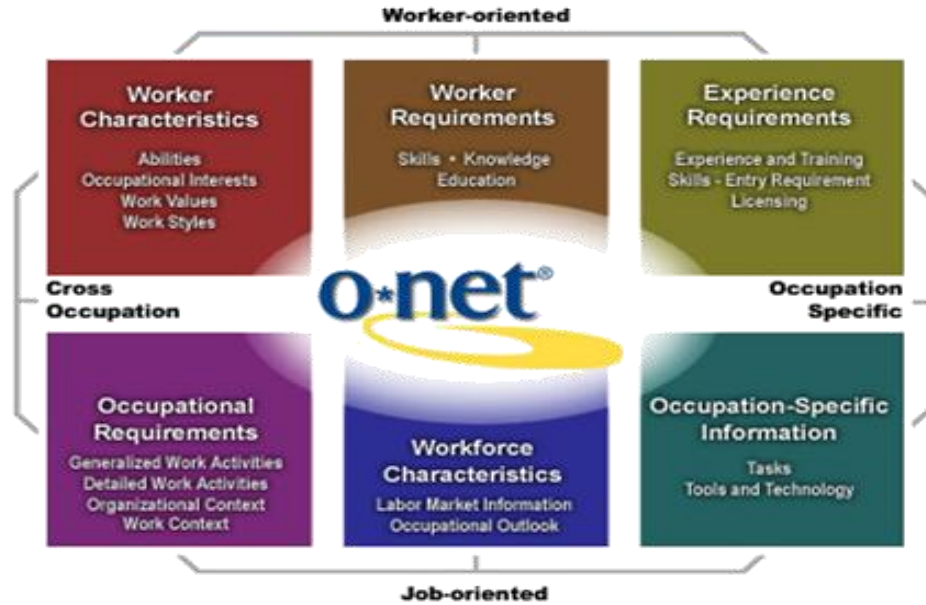 Worker-oriented
Worker
Characteristics
Abilities
Occupational Interests
Work Values
Work Styles
Worker
Requirements
Skills • Knowledge
Education
Experience
Requirements
Experience and Training
Skills - Entry Requirement
Licensing
Cross
Occupation
o*net®
Occupation
Specific
Occupational
Requirements
Generalized Work Activities
Detailed Work Activities
Organizational Context
Work Context
Workforce
Characteristics
Labor Market Information
Occupational Outlook
Occupation-Specific
Information
Tasks
Tools and Technology
Job-oriented